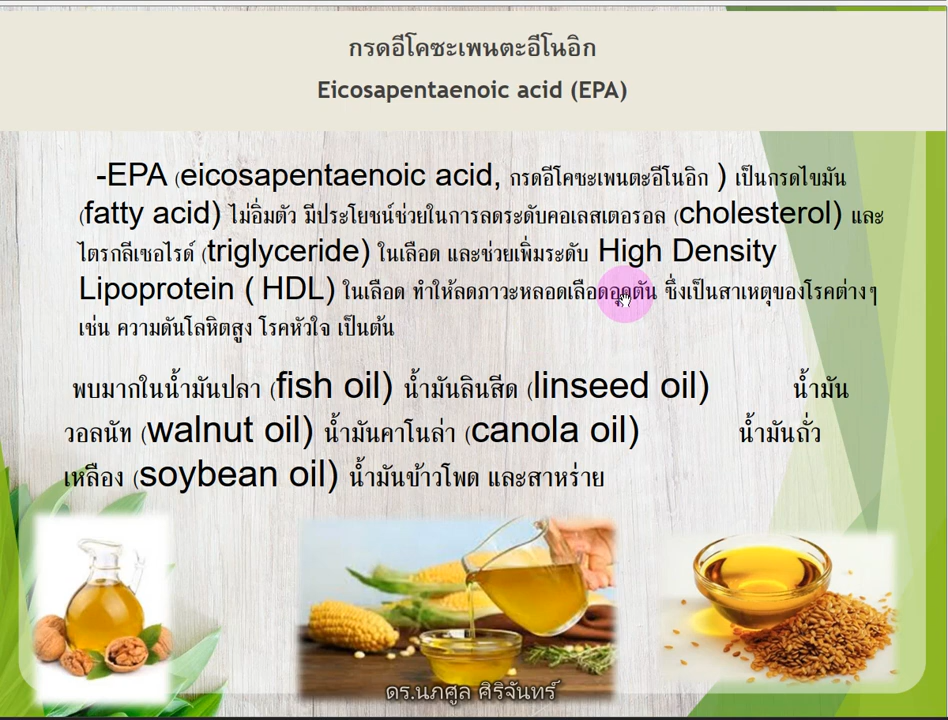 กรดอีโคซะเพนตะอีโนอิก
Eicosapentaenoic acid (EPA)
-EPA (eicosapentaenoic acid, กรดอีโคซะเพนตะอีโนอิก ) เป็นกรดไขมัน
(fatty acid) ไม่อิ่มตัว มีประโยชน์ช่วยในการลดระดับคอเลสเตอรอล (cholesterol) และ
ไตรกลีเซอไรด์ (triglyceride) ในเลือด และช่วยเพิ่มระดับ High Density
Lipoprotein ( HDL) ในเลือด ทำให้ลดภาวะหลอดเลือดอุดตัน ซึ่งเป็นสาเหตุของโรคต่างๆ
เช่น ความดันโลหิตสูง โรคหัวใจ เป็นต้น
พบมากในน้ำมันปลา (fish oil) น้ำมันลินสีด (linseed oil) น้ำมัน
วอลนัท (walnut oil) น้ำมันคาโนล่า (canola oil) น้ำมันถั่ว
เหลือง (soybean oil) น้ำมันข้าวโพด และสาหร่าย
ดร.นภศูล ศิริจันทร์